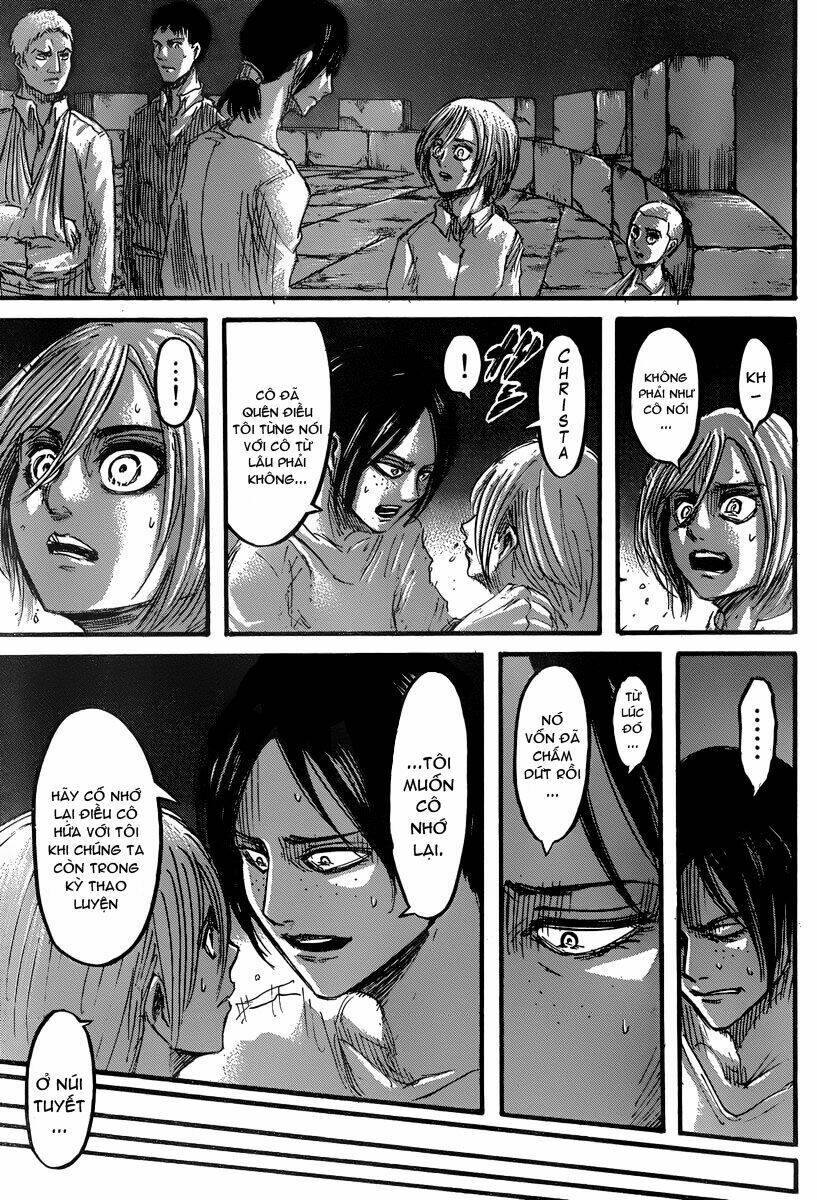 KH
-
KHÔNG
PHẢI NHƯ
CÔ NÓI
...
CHRISTA
!
CÔ ĐÃ
QUÊN ĐIỀU
TÔI TỪNG NÓI
VỚI CÔ TỪ
LÂU PHẢI
KHÔNG...
...!
......
TỪ
LÚC
ĐÓ
...
NÓ
VỐN ĐÃ
CHẤM
DỨT RỒI
...
...TÔI
MUỐN
CÔ
NHỚ
LẠI.
HÃY CỐ NHỚ
LẠI ĐIỀU CÔ
HỨA VỚI TÔI
KHI CHÚNG TA
CÒN TRONG
KỲ THAO
LUYỆN
Ở NÚI
TUYẾT
...